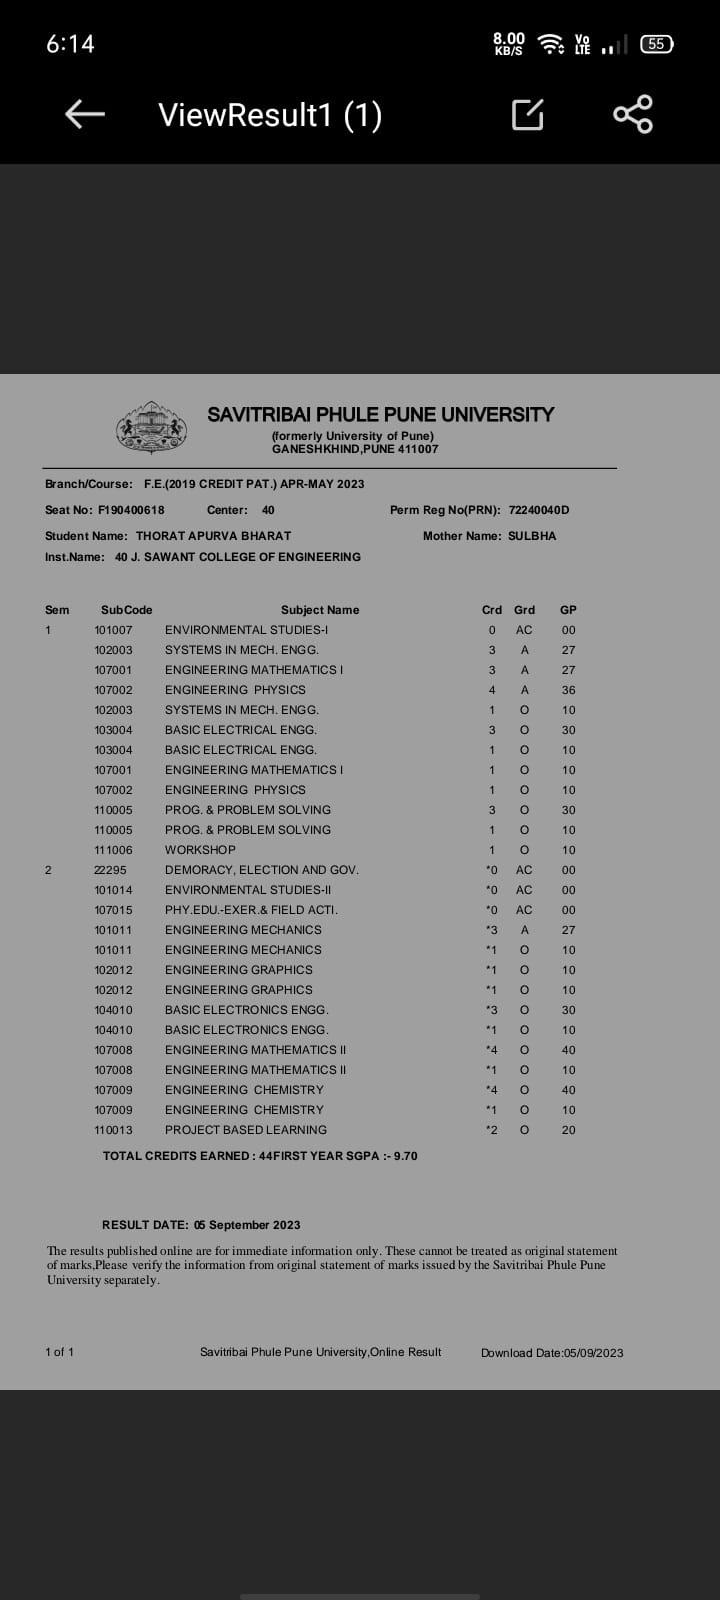 6:14
8.00 KB/S Vo LTE 55
ViewResult1 (1)
SAVITRIBAI PHULE PUNE UNIVERSITY
(formerly University of Pune)
GANESHKHIND,PUNE 411007
Branch/Course: F.E.(2019 CREDIT PAT.) APR-MAY 2023
Seat No: F190400618 Center: 40 Perm Reg No(PRN): 72240040D
Student Name: THORAT APURVA BHARAT Mother Name: SULBHA
Inst.Name: 40 J. SAWANT COLLEGE OF ENGINEERING
Sem SubCode Subject Name Crd Grd GP
1 101007 ENVIRONMENTAL STUDIES-I 0 AC 00
102003 SYSTEMS IN MECH. ENGG. 3 A 27
107001 ENGINEERING MATHEMATICS I 3 A 27
107002 ENGINEERING PHYSICS 4 A 36
102003 SYSTEMS IN MECH. ENGG. 1 O 10
103004 BASIC ELECTRICAL ENGG. 3 O 30
103004 BASIC ELECTRICAL ENGG. 1 O 10
107001 ENGINEERING MATHEMATICS I 1 O 10
107002 ENGINEERING PHYSICS 1 O 10
110005 PROG. & PROBLEM SOLVING 3 O 30
110005 PROG. & PROBLEM SOLVING 1 O 10
111006 WORKSHOP 1 O 10
2 22295 DEMORACY, ELECTION AND GOV. *0 AC 00
101014 ENVIRONMENTAL STUDIES-II *0 AC 00
107015 PHY.EDU.-EXER.& FIELD ACTI. *0 AC 00
101011 ENGINEERING MECHANICS *3 A 27
101011 ENGINEERING MECHANICS *1 O 10
102012 ENGINEERING GRAPHICS *1 O 10
102012 ENGINEERING GRAPHICS *1 O 10
104010 BASIC ELECTRONICS ENGG. *3 O 30
104010 BASIC ELECTRONICS ENGG. *1 O 10
107008 ENGINEERING MATHEMATICS II *4 O 40
107008 ENGINEERING MATHEMATICS II *1 O 10
107009 ENGINEERING CHEMISTRY *4 O 40
107009 ENGINEERING CHEMISTRY *1 O 10
110013 PROJECT BASED LEARNING *2 O 20
TOTAL CREDITS EARNED : 44FIRST YEAR SGPA :- 9.70
RESULT DATE: 05 September 2023
The results published online are for immediate information only. These cannot be treated as original statement
of marks,Please verify the information from original statement of marks issued by the Savitribai Phule Pune
University separately.
1 of 1 Savitribai Phule Pune University,Online Result Download Date:05/09/2023